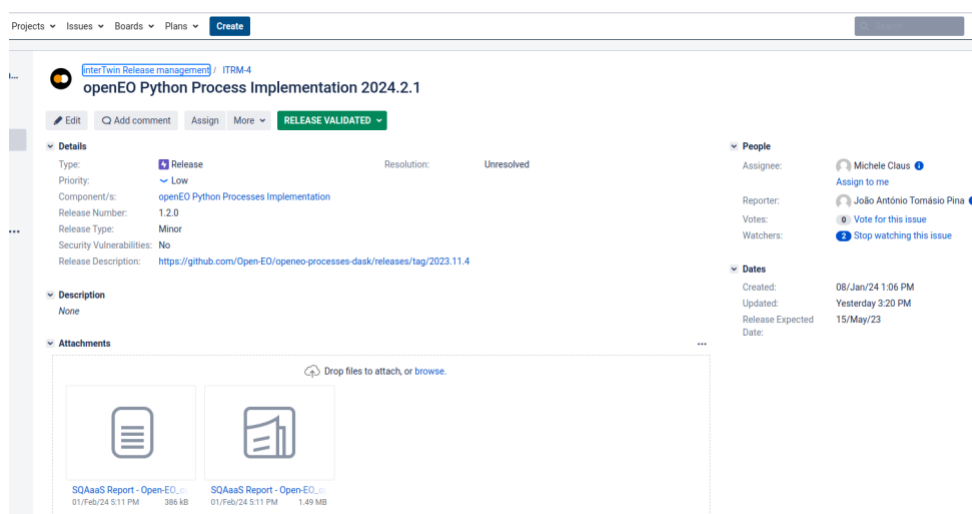 Projects Issues Boards Plans Create
interTwin Release management / ITRM-4
openEO Python Process Implementation 2024.2.1
Edit Add comment Assign More RELEASE VALIDATED
Details
Type: Release Resolution: Unresolved
Priority: Low
Component/s: openEO Python Processes Implementation
Release Number: 1.2.0
Release Type: Minor
Security Vulnerabilities: No
Release Description: https://github.com/Open-EO/openeo-processes-dask/releases/tag/2023.11.4
Description
None
Attachments
Drop files to attach, or browse.
SQAaaS Report - Open-EO_ SQAaaS Report - Open-EO_
01/Feb/24 5:11 PM 386 kB 01/Feb/24 5:11 PM 1.49 MB
People
Assignee: Michele Claus
Assign to me
Reporter: João António Tomásio Pina
Votes: 0 Vote for this issue
Watchers: 2 Stop watching this issue
Dates
Created: 08/Jan/24 1:06 PM
Updated: Yesterday 3:20 PM
Release Expected Date: 15/May/23